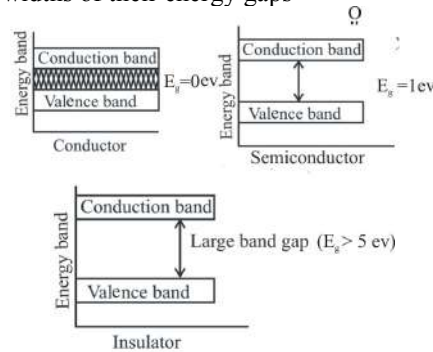 widths of their energy gaps
Conduction band
Valence band
Energy band
E_g=0ev
Conductor
Conduction band
Valence band
Energy band
E_g=1ev
Semiconductor
Conduction band
Large band gap (E_g> 5 ev)
Valence band
Energy band
Insulator